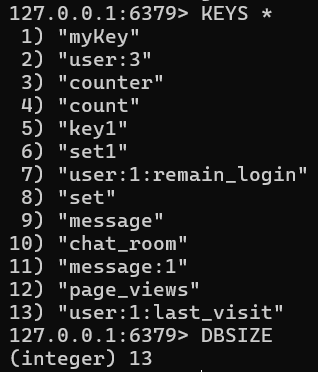 127.0.0.1:6379> KEYS *
1) "myKey"
2) "user:3"
3) "counter"
4) "count"
5) "key1"
6) "set1"
7) "user:1:remain_login"
8) "set"
9) "message"
10) "chat_room"
11) "message:1"
12) "page_views"
13) "user:1:last_visit"
127.0.0.1:6379> DBSIZE
(integer) 13